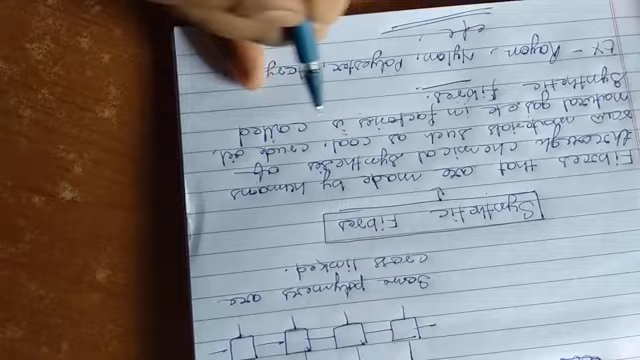 Some polymers are
cross linked.
Synthetic Fibres
Fibres that are made by humans
through chemical synthesis of
raw materials such as coal, crude oil,
natural gas etc in factories is called
Synthetic fibres.
EX - Rayon, Nylon, Polyester,
etc.